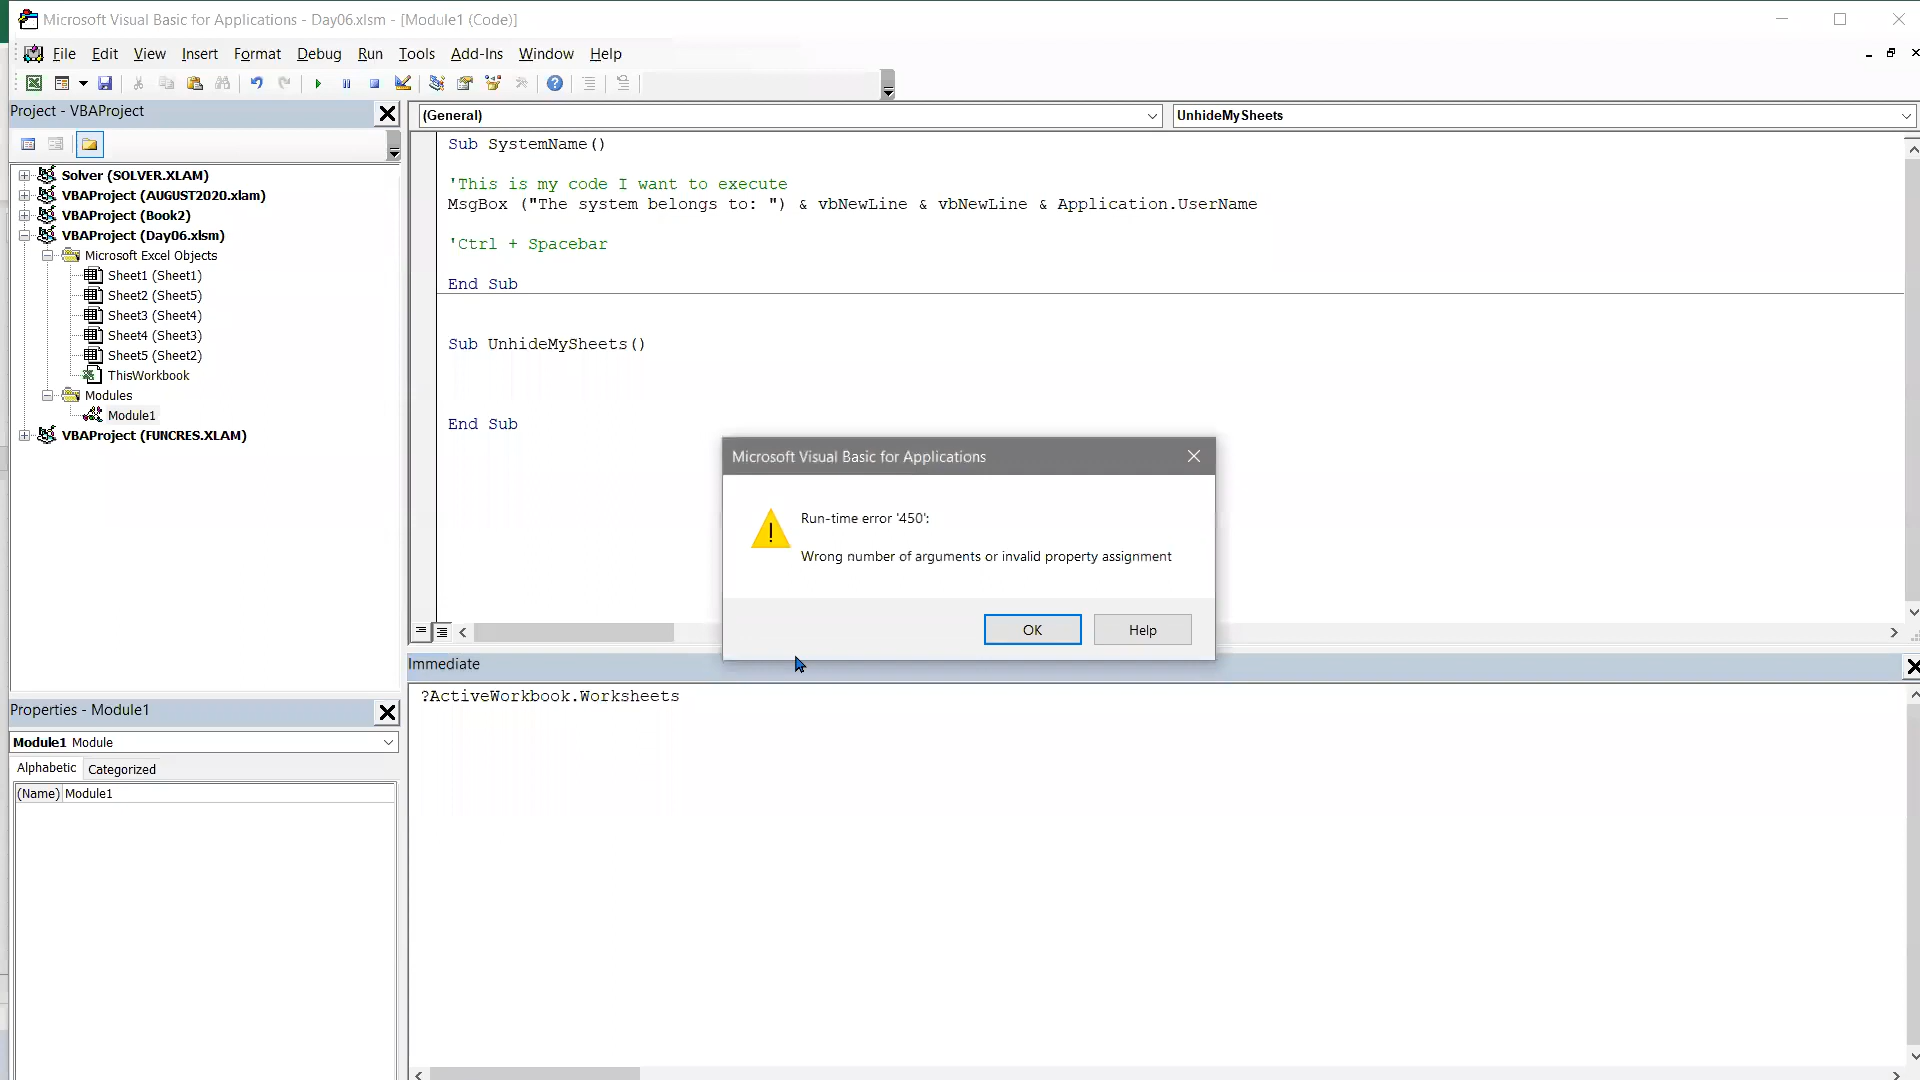 Microsoft Visual Basic for Applications - Day06.xlsm - [Module1 (Code)]
File Edit View Insert Format Debug Run Tools Add-Ins Window Help
Project - VBAProject
Solver (SOLVER.XLAM)
VBAProject (AUGUST2020.xlam)
VBAProject (Book2)
VBAProject (Day06.xlsm)
Microsoft Excel Objects
Sheet1 (Sheet1)
Sheet2 (Sheet5)
Sheet3 (Sheet4)
Sheet4 (Sheet3)
Sheet5 (Sheet2)
ThisWorkbook
Modules
Module1
VBAProject (FUNCRES.XLAM)
Properties - Module1
Module1 Module
Alphabetic Categorized
(Name) Module1
(General) UnhideMySheets
Sub SystemName()
'This is my code I want to execute
MsgBox ("The system belongs to: ") & vbNewLine & vbNewLine & Application.UserName
'Ctrl + Spacebar
End Sub
Sub UnhideMySheets()
End Sub
Microsoft Visual Basic for Applications
Run-time error '450':
Wrong number of arguments or invalid property assignment
OK Help
Immediate
?ActiveWorkbook.Worksheets